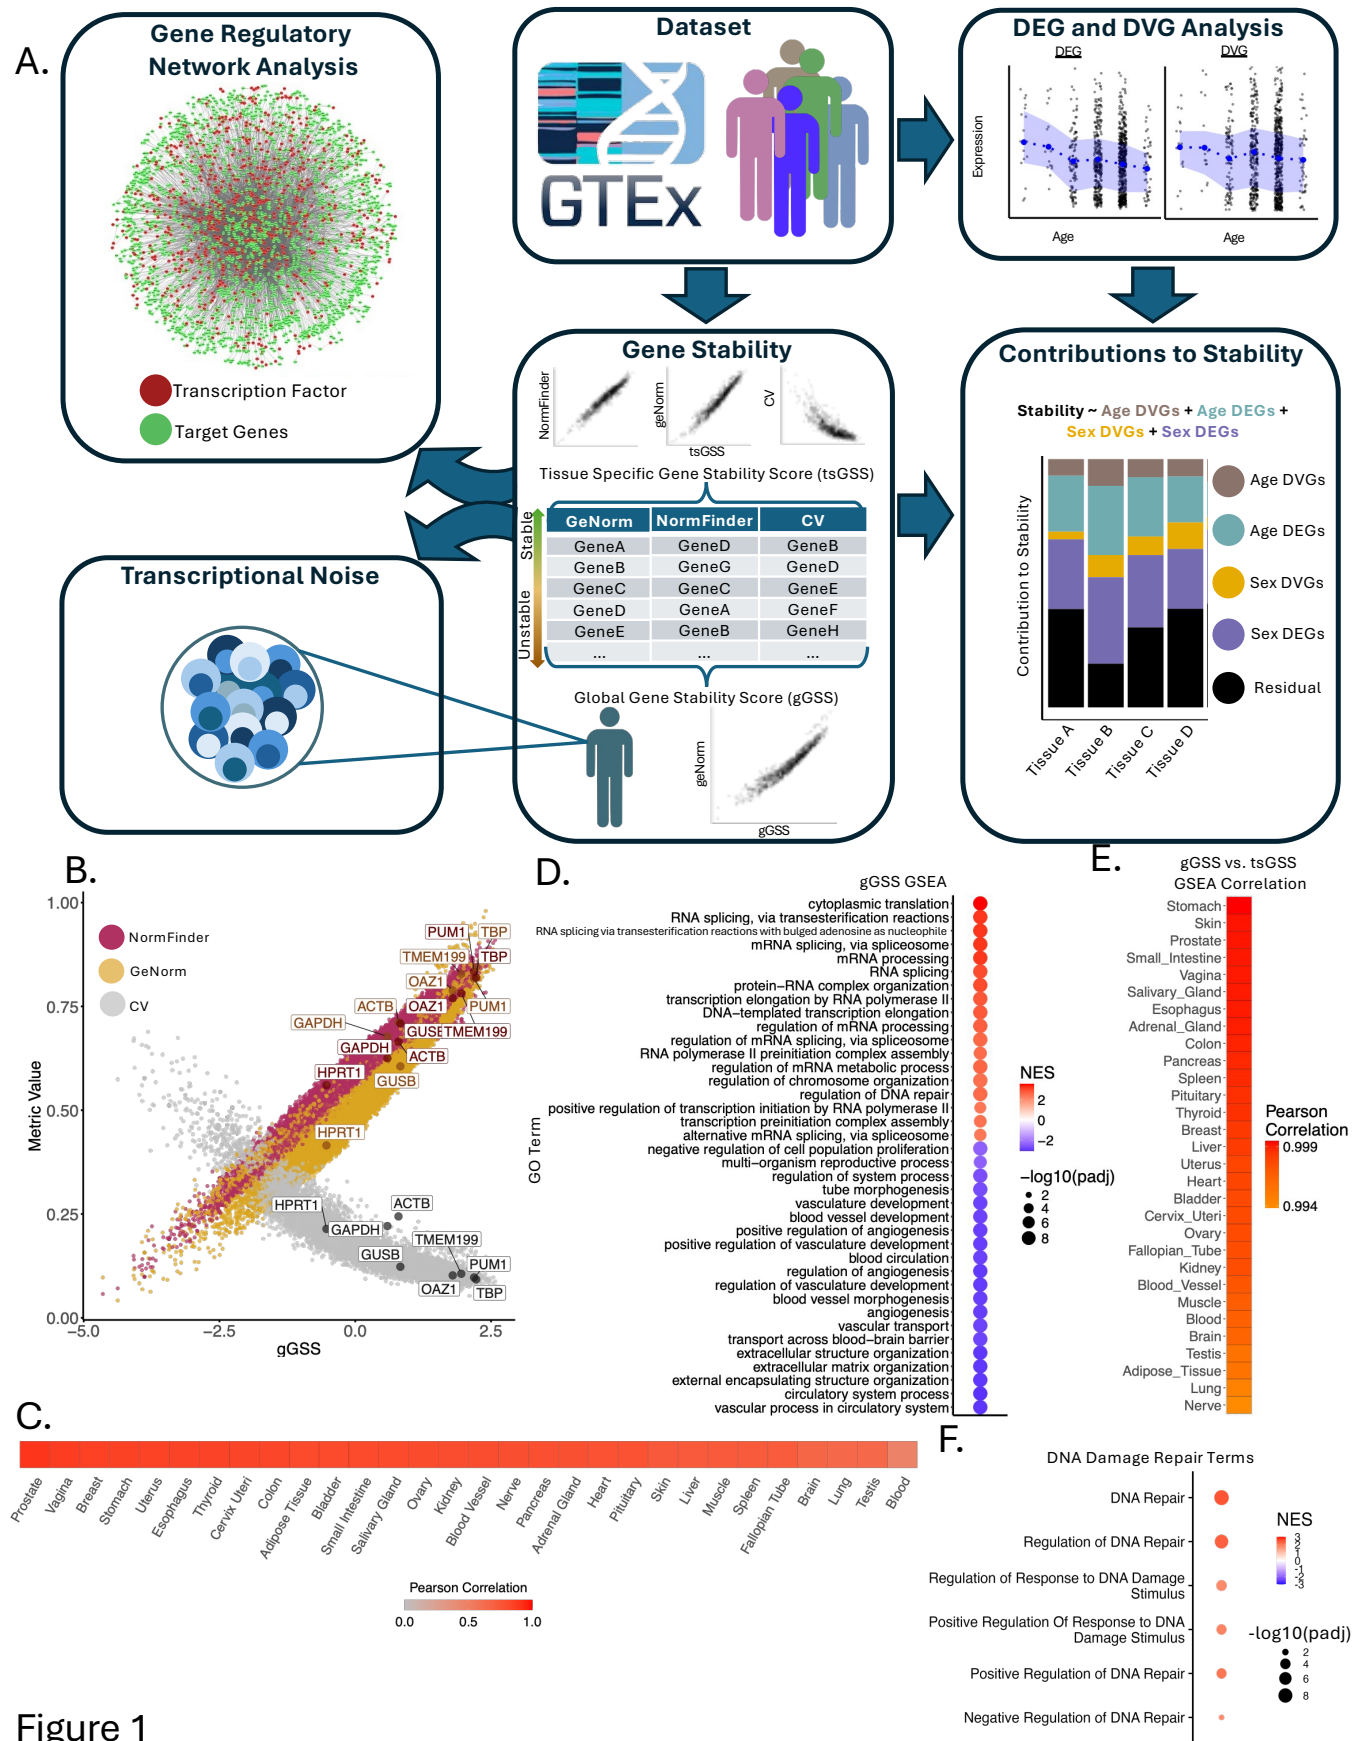 A.
Gene Regulatory
Network Analysis
Transcription Factor
Target Genes
Dataset
GTEx
DEG and DVG Analysis
DEG
DVG
Expression
Age
Age
Gene Stability
NormFinder
geNorm
CV
tsGSS
Tissue Specific Gene Stability Score (tsGSS)
Stable
Unstable
GeNorm NormFinder CV
GeneA GeneD GeneB
GeneB GeneG GeneD
GeneC GeneC GeneE
GeneD GeneA GeneF
GeneE GeneB GeneH
... ... ...
Global Gene Stability Score (gGSS)
geNorm
gGSS
Transcriptional Noise
Contributions to Stability
Stability ~ Age DVGs + Age DEGs +
Sex DVGs + Sex DEGs
Contribution to Stability
Age DVGs
Age DEGs
Sex DVGs
Sex DEGs
Residual
Tissue A
Tissue B
Tissue C
Tissue D
B.
1.00
0.75
0.50
0.25
0.00
Metric Value
−5.0
−2.5
0.0
2.5
gGSS
NormFinder
GeNorm
CV
PUM1
TBP
TMEM199
TBP
OAZ1
ACTB
OAZ1
PUM1
GAPDH
GUSB
TMEM199
GAPDH
ACTB
HPRT1
GUSB
HPRT1
HPRT1
ACTB
GAPDH
TMEM199
GUSB
PUM1
OAZ1
TBP
C.
Prostate
Vagina
Breast
Stomach
Uterus
Esophagus
Thyroid
Cervix Uteri
Colon
Adipose Tissue
Bladder
Small Intestine
Salivary Gland
Ovary
Kidney
Blood Vessel
Nerve
Pancreas
Adrenal Gland
Heart
Pituitary
Skin
Liver
Muscle
Spleen
Fallopian Tube
Brain
Lung
Testis
Blood
Pearson Correlation
0.0
0.5
1.0
D.
gGSS GSEA
GO Term
cytoplasmic translation
RNA splicing, via transesterification reactions
RNA splicing via transesterification reactions with bulged adenosine as nucleophile
mRNA splicing, via spliceosome
mRNA processing
RNA splicing
protein−RNA complex organization
transcription elongation by RNA polymerase II
DNA−templated transcription elongation
regulation of mRNA processing
regulation of mRNA splicing, via spliceosome
RNA polymerase II preinitiation complex assembly
regulation of mRNA metabolic process
regulation of chromosome organization
regulation of DNA repair
positive regulation of transcription initiation by RNA polymerase II
transcription preinitiation complex assembly
alternative mRNA splicing, via spliceosome
negative regulation of cell population proliferation
multi−organism reproductive process
regulation of system process
tube morphogenesis
vasculature development
blood vessel development
positive regulation of angiogenesis
positive regulation of vasculature development
blood circulation
regulation of angiogenesis
regulation of vasculature development
blood vessel morphogenesis
angiogenesis
vascular transport
transport across blood−brain barrier
extracellular structure organization
extracellular matrix organization
external encapsulating structure organization
circulatory system process
vascular process in circulatory system
NES
2
0
−2
−log10(padj)
2
4
6
8
E.
gGSS vs. tsGSS
GSEA Correlation
Stomach
Skin
Prostate
Small_Intestine
Vagina
Salivary_Gland
Esophagus
Adrenal_Gland
Colon
Pancreas
Spleen
Pituitary
Thyroid
Breast
Liver
Uterus
Heart
Bladder
Cervix_Uteri
Ovary
Fallopian_Tube
Kidney
Blood_Vessel
Muscle
Blood
Brain
Testis
Adipose_Tissue
Lung
Nerve
Pearson
Correlation
0.999
0.994
F.
DNA Damage Repair Terms
DNA Repair
Regulation of DNA Repair
Regulation of Response to DNA Damage
Stimulus
Positive Regulation Of Response to DNA
Damage Stimulus
Positive Regulation of DNA Repair
Negative Regulation of DNA Repair
NES
3
2
1
0
-1
-2
-3
-log10(padj)
2
4
6
8
Figure 1